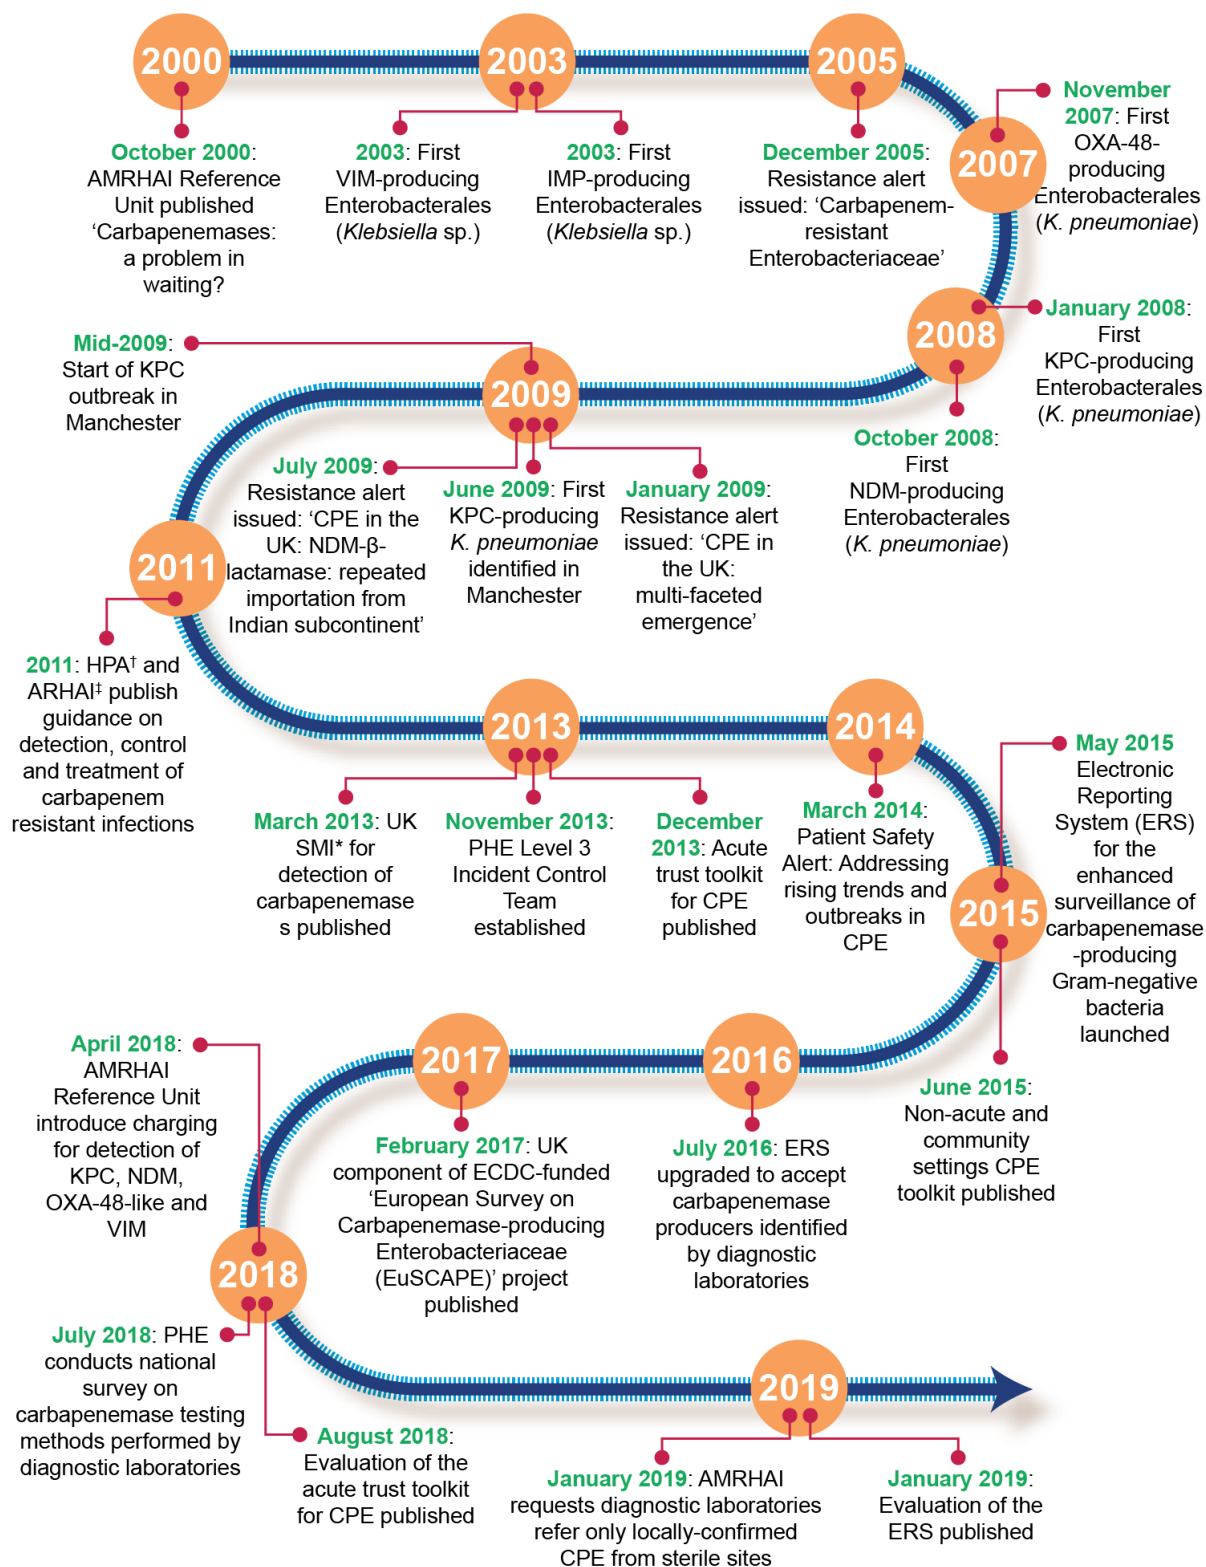 2000
2003
2005
2007
October 2000:
AMRHAI Reference
Unit published
‘Carbapenemases:
a problem in
waiting?
2003: First
VIM-producing
Enterobacterales
(Klebsiella sp.)
2003: First
IMP-producing
Enterobacterales
(Klebsiella sp.)
December 2005:
Resistance alert
issued: ‘Carbapenem-
resistant
Enterobacteriaceae’
November
2007: First
OXA-48-
producing
Enterobacterales
(K. pneumoniae)
2008
January 2008:
First
KPC-producing
Enterobacterales
(K. pneumoniae)
October 2008:
First
NDM-producing
Enterobacterales
(K. pneumoniae)
2009
Mid-2009:
Start of KPC
outbreak in
Manchester
July 2009:
Resistance alert
issued: ‘CPE in the
UK: NDM-β-
lactamase: repeated
importation from
Indian subcontinent’
June 2009: First
KPC-producing
K. pneumoniae
identified in
Manchester
January 2009:
Resistance alert
issued: ‘CPE in
the UK:
multi-faceted
emergence’
2011
2011: HPA† and
ARHAI‡ publish
guidance on
detection, control
and treatment of
carbapenem
resistant infections
2013
March 2013: UK
SMI* for
detection of
carbapenemase
s published
November 2013:
PHE Level 3
Incident Control
Team
established
December
2013: Acute
trust toolkit
for CPE
published
2014
March 2014:
Patient Safety
Alert: Addressing
rising trends and
outbreaks in
CPE
2015
May 2015
Electronic
Reporting
System (ERS)
for the
enhanced
surveillance of
carbapenemase
-producing
Gram-negative
bacteria
launched
June 2015:
Non-acute and
community
settings CPE
toolkit published
2016
July 2016: ERS
upgraded to accept
carbapenemase
producers identified
by diagnostic
laboratories
2017
February 2017: UK
component of ECDC-funded
‘European Survey on
Carbapenemase-producing
Enterobacteriaceae
(EuSCAPE)’ project
published
2018
April 2018:
AMRHAI
Reference Unit
introduce charging
for detection of
KPC, NDM,
OXA-48-like and
VIM
July 2018: PHE
conducts national
survey on
carbapenemase testing
methods performed by
diagnostic laboratories
August 2018:
Evaluation of the
acute trust toolkit
for CPE published
2019
January 2019: AMRHAI
requests diagnostic laboratories
refer only locally-confirmed
CPE from sterile sites
January 2019:
Evaluation of the
ERS published